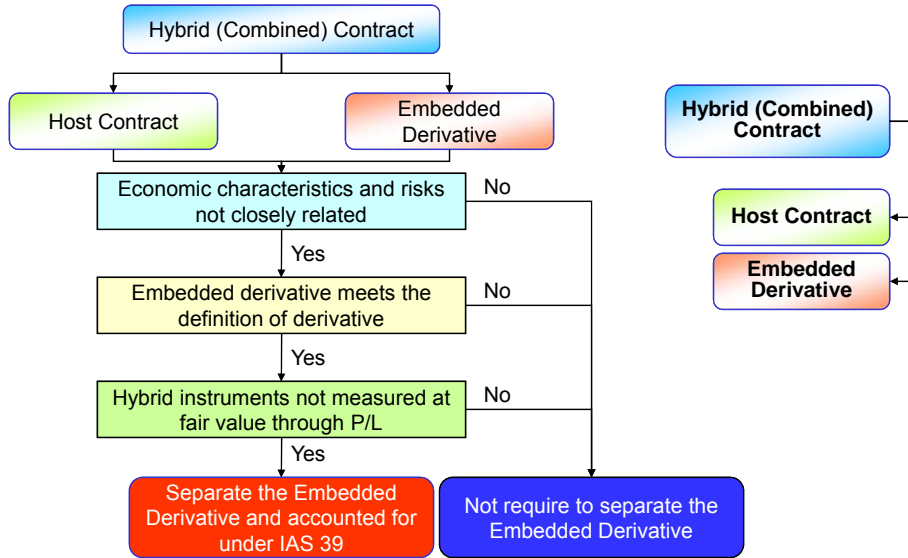 Hybrid (Combined) Contract
Host Contract
Embedded
Derivative
Economic characteristics and risks
not closely related
No
Yes
Embedded derivative meets the
definition of derivative
No
Yes
Hybrid instruments not measured at
fair value through P/L
No
Yes
Separate the Embedded
Derivative and accounted for
under IAS 39
Not require to separate the
Embedded Derivative
Hybrid (Combined)
Contract
Host Contract
Embedded
Derivative